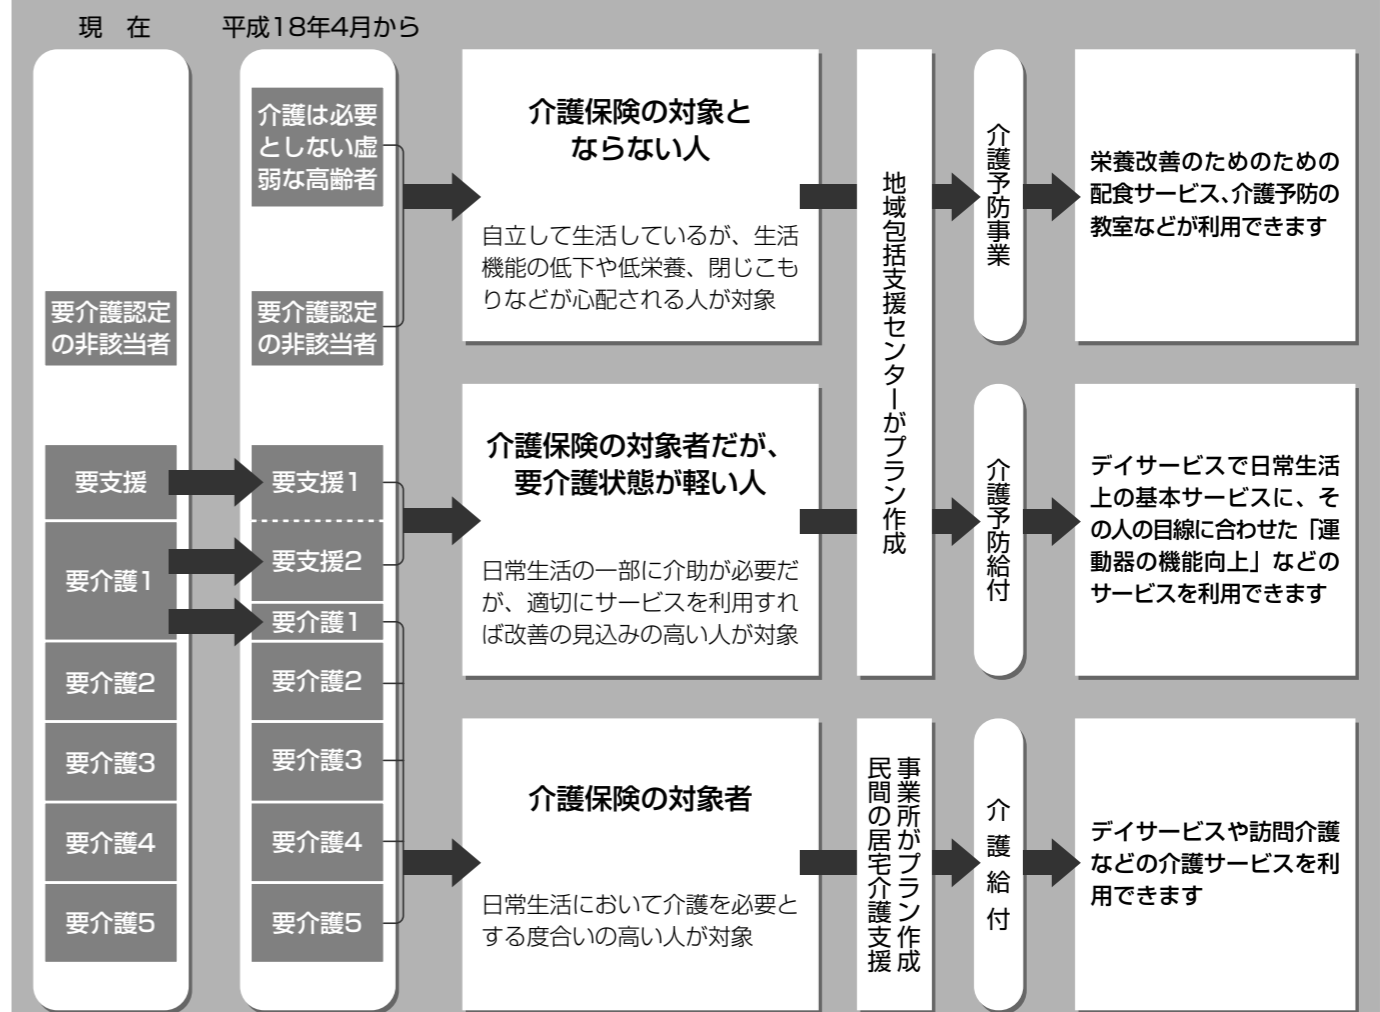 現 在
平成18年4月から
要介護認定
の非該当者
要支援
要介護1
要介護2
要介護3
要介護4
要介護5
介護は必要
としない虚
弱な高齢者
要介護認定
の非該当者
要支援1
要支援2
要介護1
要介護2
要介護3
要介護4
要介護5
介護保険の対象と
ならない人
自立して生活しているが、生活
機能の低下や低栄養、閉じこも
りなどが心配される人が対象
介護保険の対象者だが、
要介護状態が軽い人
日常生活の一部に介助が必要だ
が、適切にサービスを利用すれ
ば改善の見込みの高い人が対象
介護保険の対象者
日常生活において介護を必要と
する度合いの高い人が対象
地域包括支援センターがプラン作成
民間の居宅介護支援
事業所がプラン作成
介護予防事業
介護予防給付
介護給付
栄養改善のためのための
配食サービス、介護予防の
教室などが利用できます
デイサービスで日常生活
上の基本サービスに、そ
の人の目線に合わせた「運
動器の機能向上」などの
サービスを利用できます
デイサービスや訪問介護
などの介護サービスを利
用できます